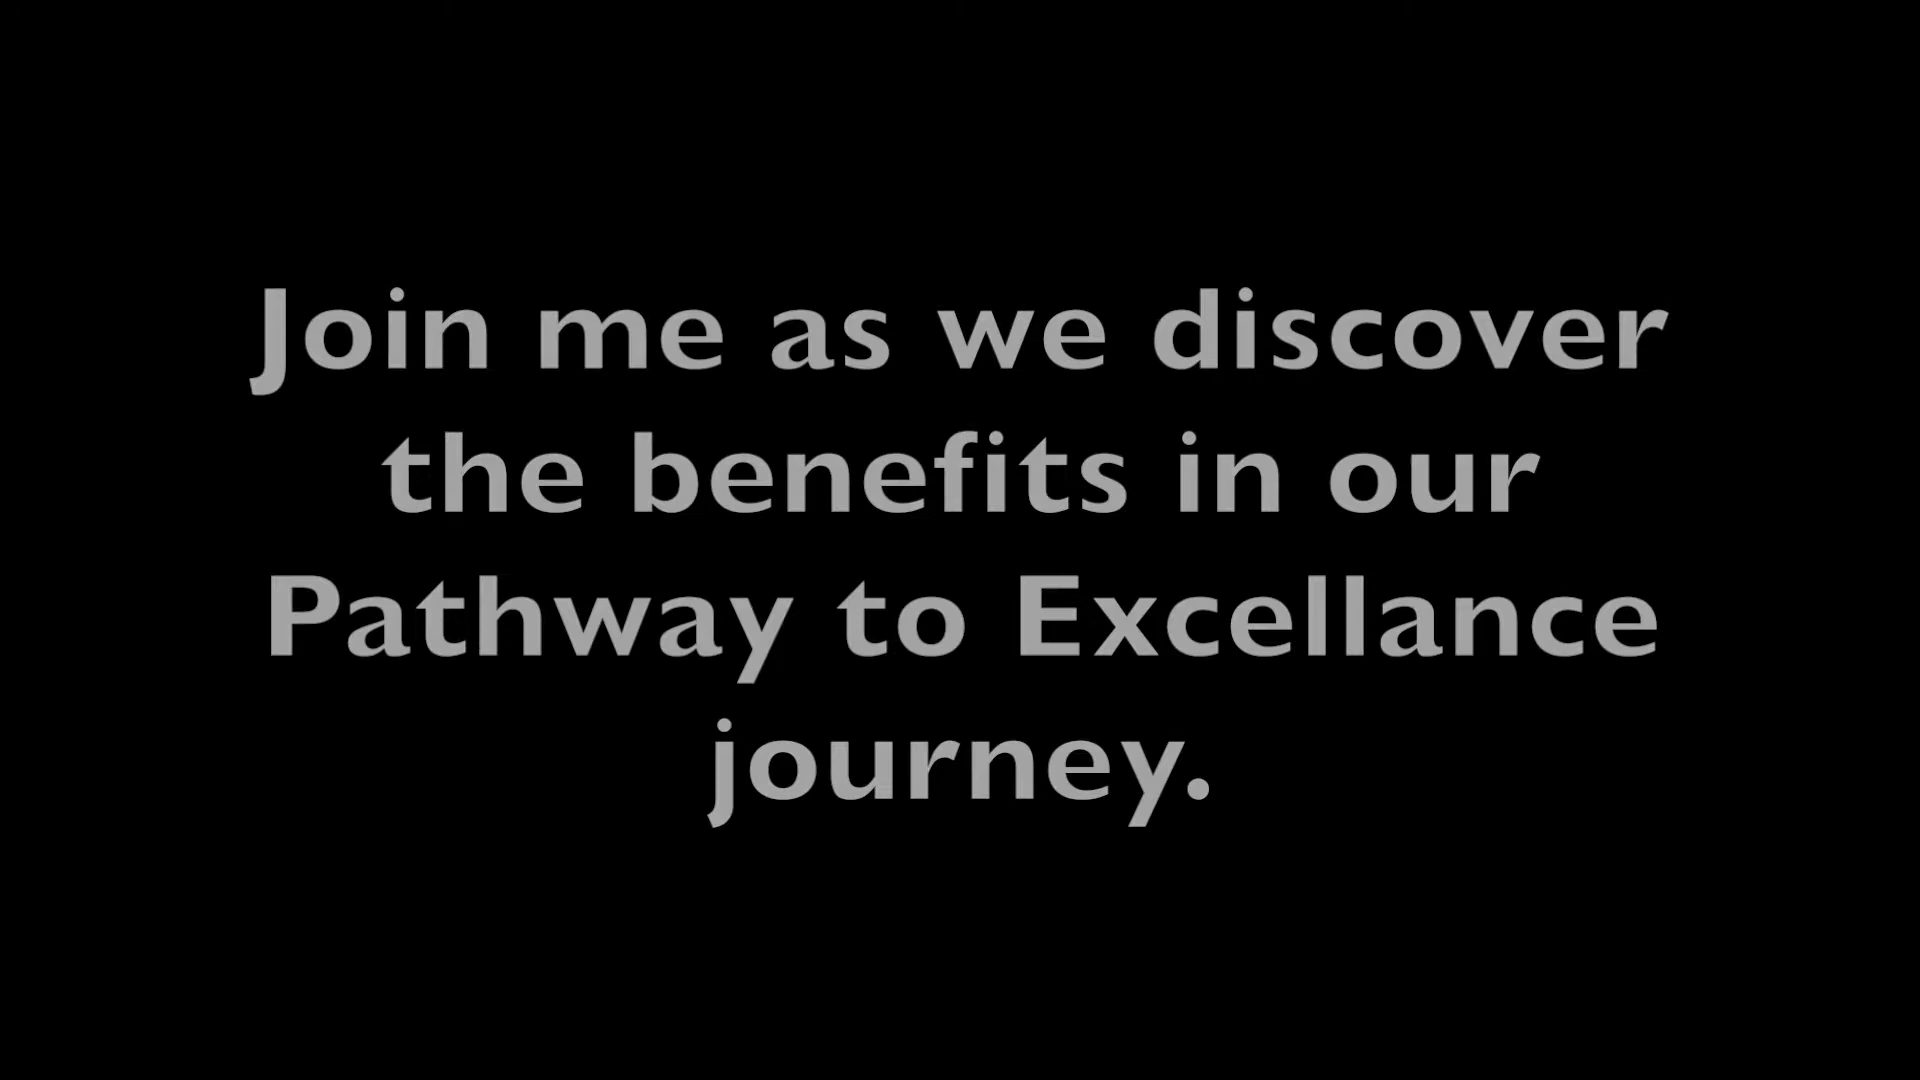 Join me as we discover
the benefits in our
Pathway to Excellance
journey.